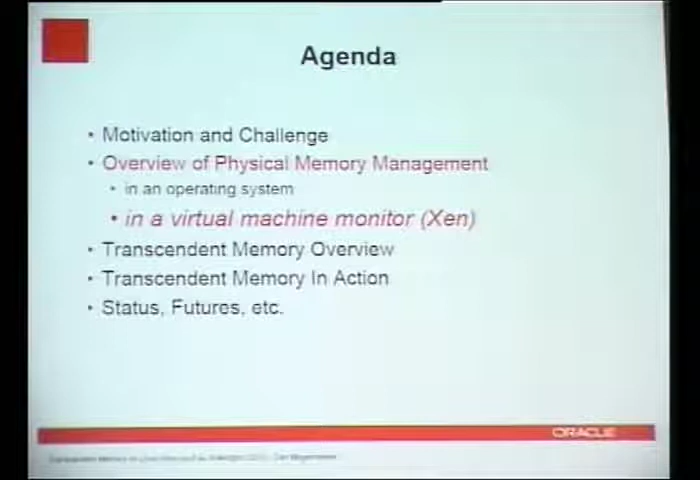 Agenda
• Motivation and Challenge
• Overview of Physical Memory Management
• in an operating system
• in a virtual machine monitor (Xen)
• Transcendent Memory Overview
• Transcendent Memory In Action
• Status, Futures, etc.
ORACLE